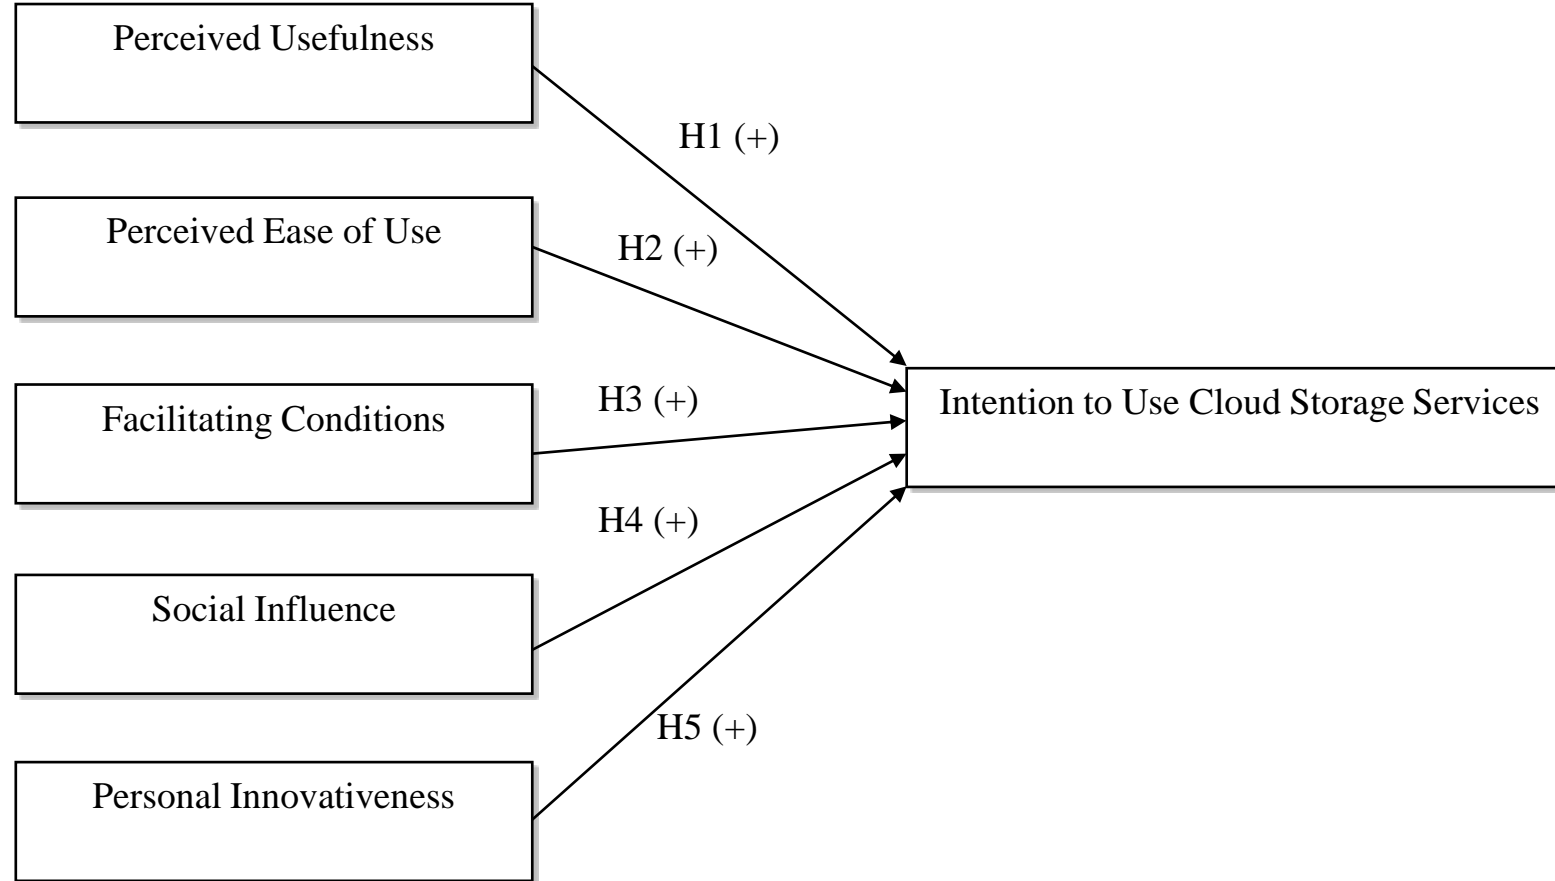 Perceived Usefulness
H1 (+)
Perceived Ease of Use
H2 (+)
Facilitating Conditions
H3 (+)
Intention to Use Cloud Storage Services
H4 (+)
Social Influence
H5 (+)
Personal Innovativeness